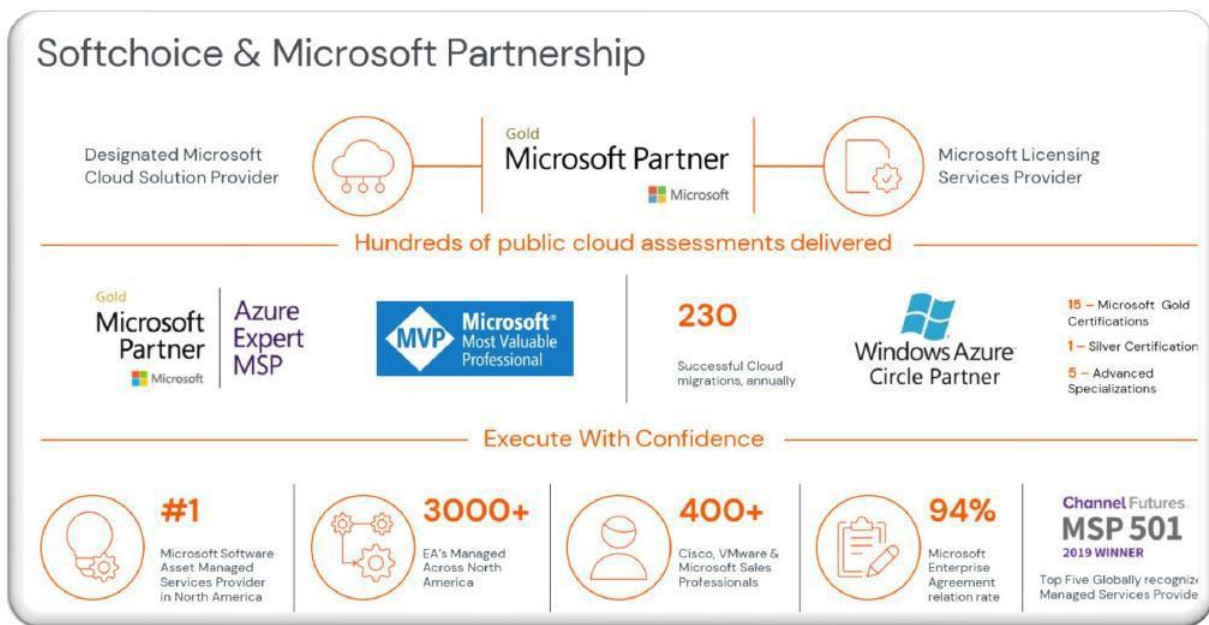 Softchoice & Microsoft Partnership
Designated Microsoft
Cloud Solution Provider
Gold
Microsoft Partner
Microsoft
Microsoft Licensing
Services Provider
Hundreds of public cloud assessments delivered
Gold
Microsoft
Partner
Microsoft
Azure
Expert
MSP
MVP
Microsoft®
Most Valuable
Professional
230
Successful Cloud
migrations, annually
Windows Azure
Circle Partner
15 – Microsoft Gold
Certifications
1 – Silver Certification
5 – Advanced
Specializations
Execute With Confidence
#1
Microsoft Software
Asset Managed
Services Provider
in North America
3000+
EA's Managed
Across North
America
400+
Cisco, VMware &
Microsoft Sales
Professionals
94%
Microsoft
Enterprise
Agreement
relation rate
Channel Futures
MSP 501
2019 WINNER
Top Five Globally recognize
Managed Services Provide